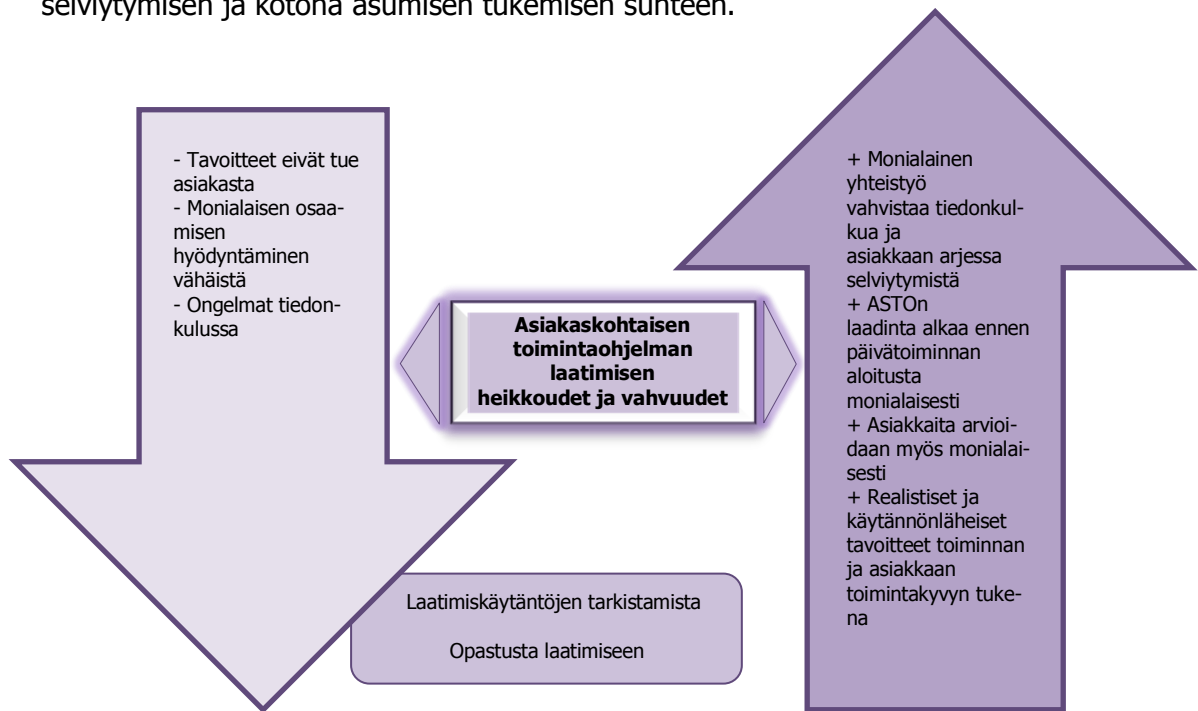 selviytymisen ja kotona asumisen tukemisen suhteen.
- Tavoitteet eivät tue
asiakasta
- Monialaisen osaa-
misen
hyödyntäminen
vähäistä
- Ongelmat tiedon-
kulussa
Asiakaskohtaisen
toimintaohjelman
laatimisen
heikkoudet ja vahvuudet
+ Monialainen
yhteistyö
vahvistaa tiedonkul-
kua ja
asiakkaan arjessa
selviytymistä
+ ASTOn
laadinta alkaa ennen
päivätoiminnan
aloitusta
monialaisesti
+ Asiakkaita arvioi-
daan myös monialai-
sesti
+ Realistiset ja
käytännönläheiset
tavoitteet toiminnan
ja asiakkaan
toimintakyvyn tuke-
na
Laatimiskäytäntöjen tarkistamista
Opastusta laatimiseen